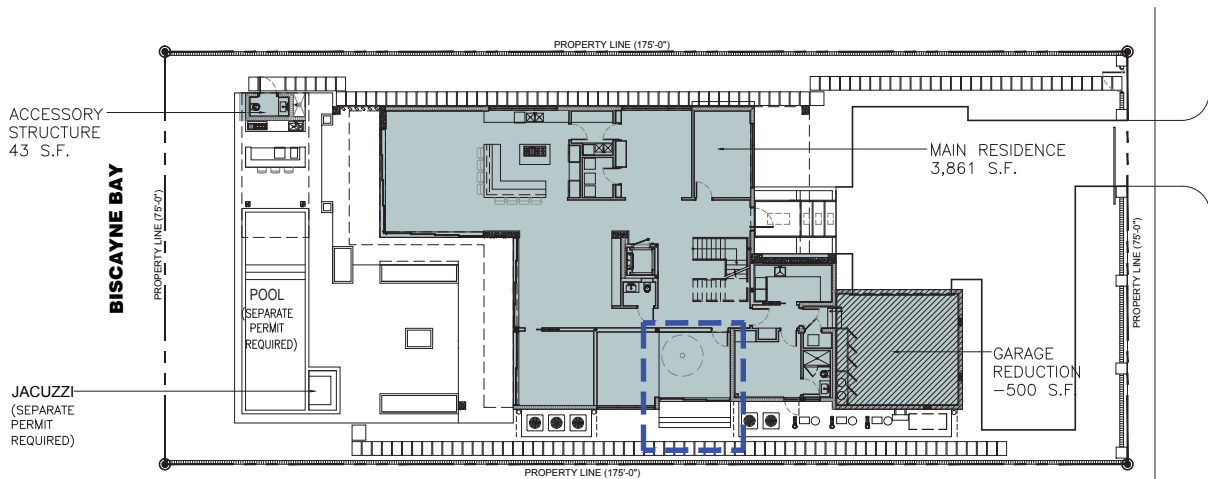 PROPERTY LINE (175'-0")
ACCESSORY
STRUCTURE
43 S.F.
BISCAYNE BAY
PROPERTY LINE (75'-0")
MAIN RESIDENCE
3,861 S.F.
PROPERTY LINE (75'-0")
POOL
(SEPARATE
PERMIT
REQUIRED)
GARAGE
REDUCTION
-500 S.F.
JACUZZI
(SEPARATE
PERMIT
REQUIRED)
PROPERTY LINE (175'-0")